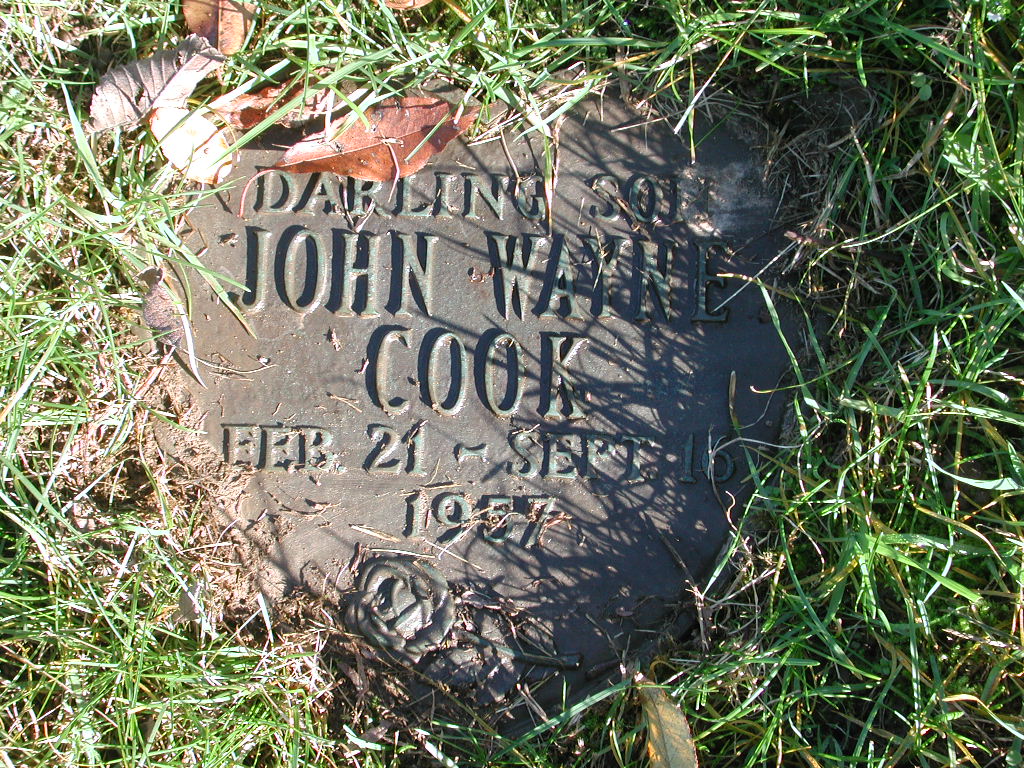 DARLING SON
JOHN WAYNE
COOK
FEB. 21 - SEPT 16
1957